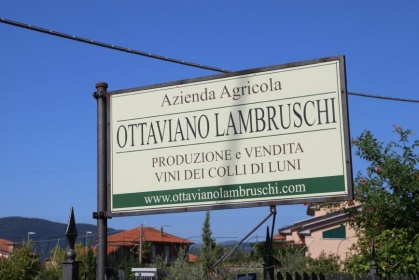 Azienda Agricola
OTTAVIANO LAMBRUSCHI
PRODUZIONE e VENDITA
VINI DEI COLLI DI LUNI
www.ottavianolambruschi.com